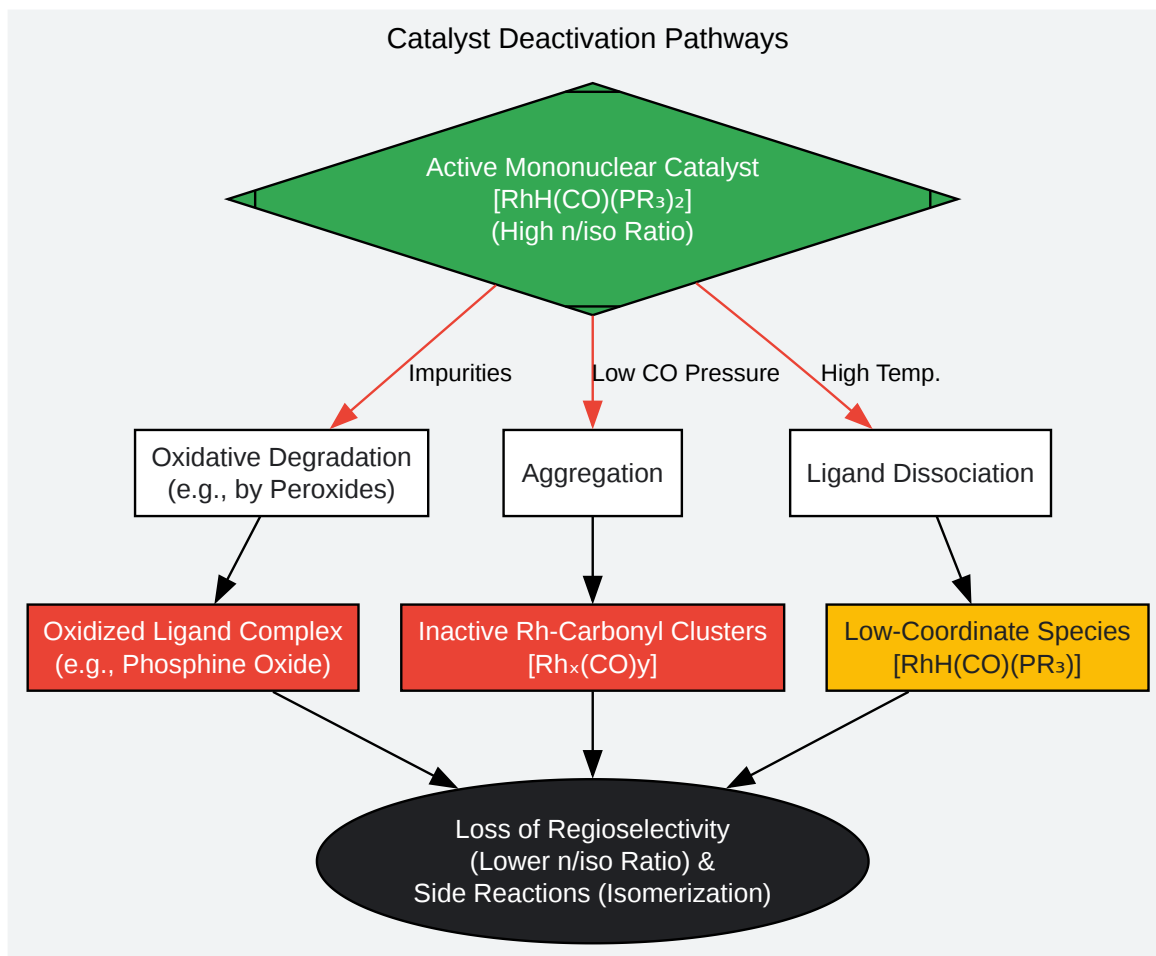 Catalyst Deactivation Pathways
Active Mononuclear Catalyst
[RhH(CO)(PR₃)₂]
(High n/iso Ratio)
Impurities
Low CO Pressure
High Temp.
Oxidative Degradation
(e.g., by Peroxides)
Aggregation
Ligand Dissociation
Oxidized Ligand Complex
(e.g., Phosphine Oxide)
Inactive Rh-Carbonyl Clusters
[Rhₓ(CO)y]
Low-Coordinate Species
[RhH(CO)(PR₃)]
Loss of Regioselectivity
(Lower n/iso Ratio) &
Side Reactions (Isomerization)